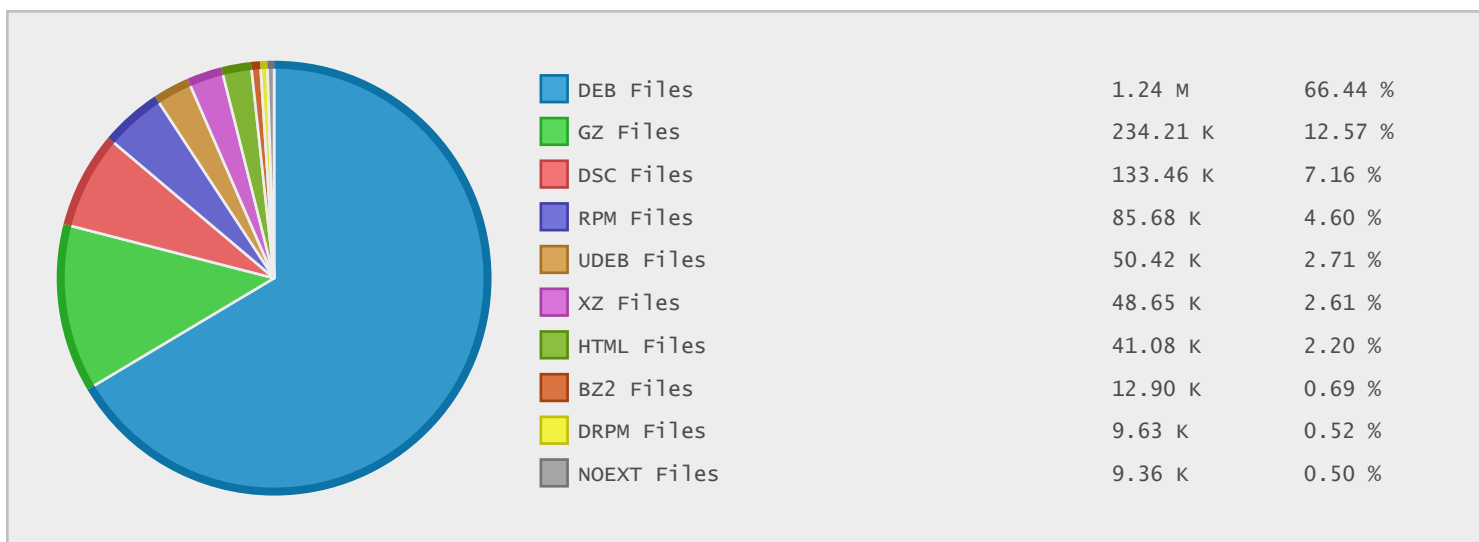 DEB Files 1.24 M 66.44 %
GZ Files 234.21 K 12.57 %
DSC Files 133.46 K 7.16 %
RPM Files 85.68 K 4.60 %
UDEB Files 50.42 K 2.71 %
XZ Files 48.65 K 2.61 %
HTML Files 41.08 K 2.20 %
BZ2 Files 12.90 K 0.69 %
DRPM Files 9.63 K 0.52 %
NOEXT Files 9.36 K 0.50 %